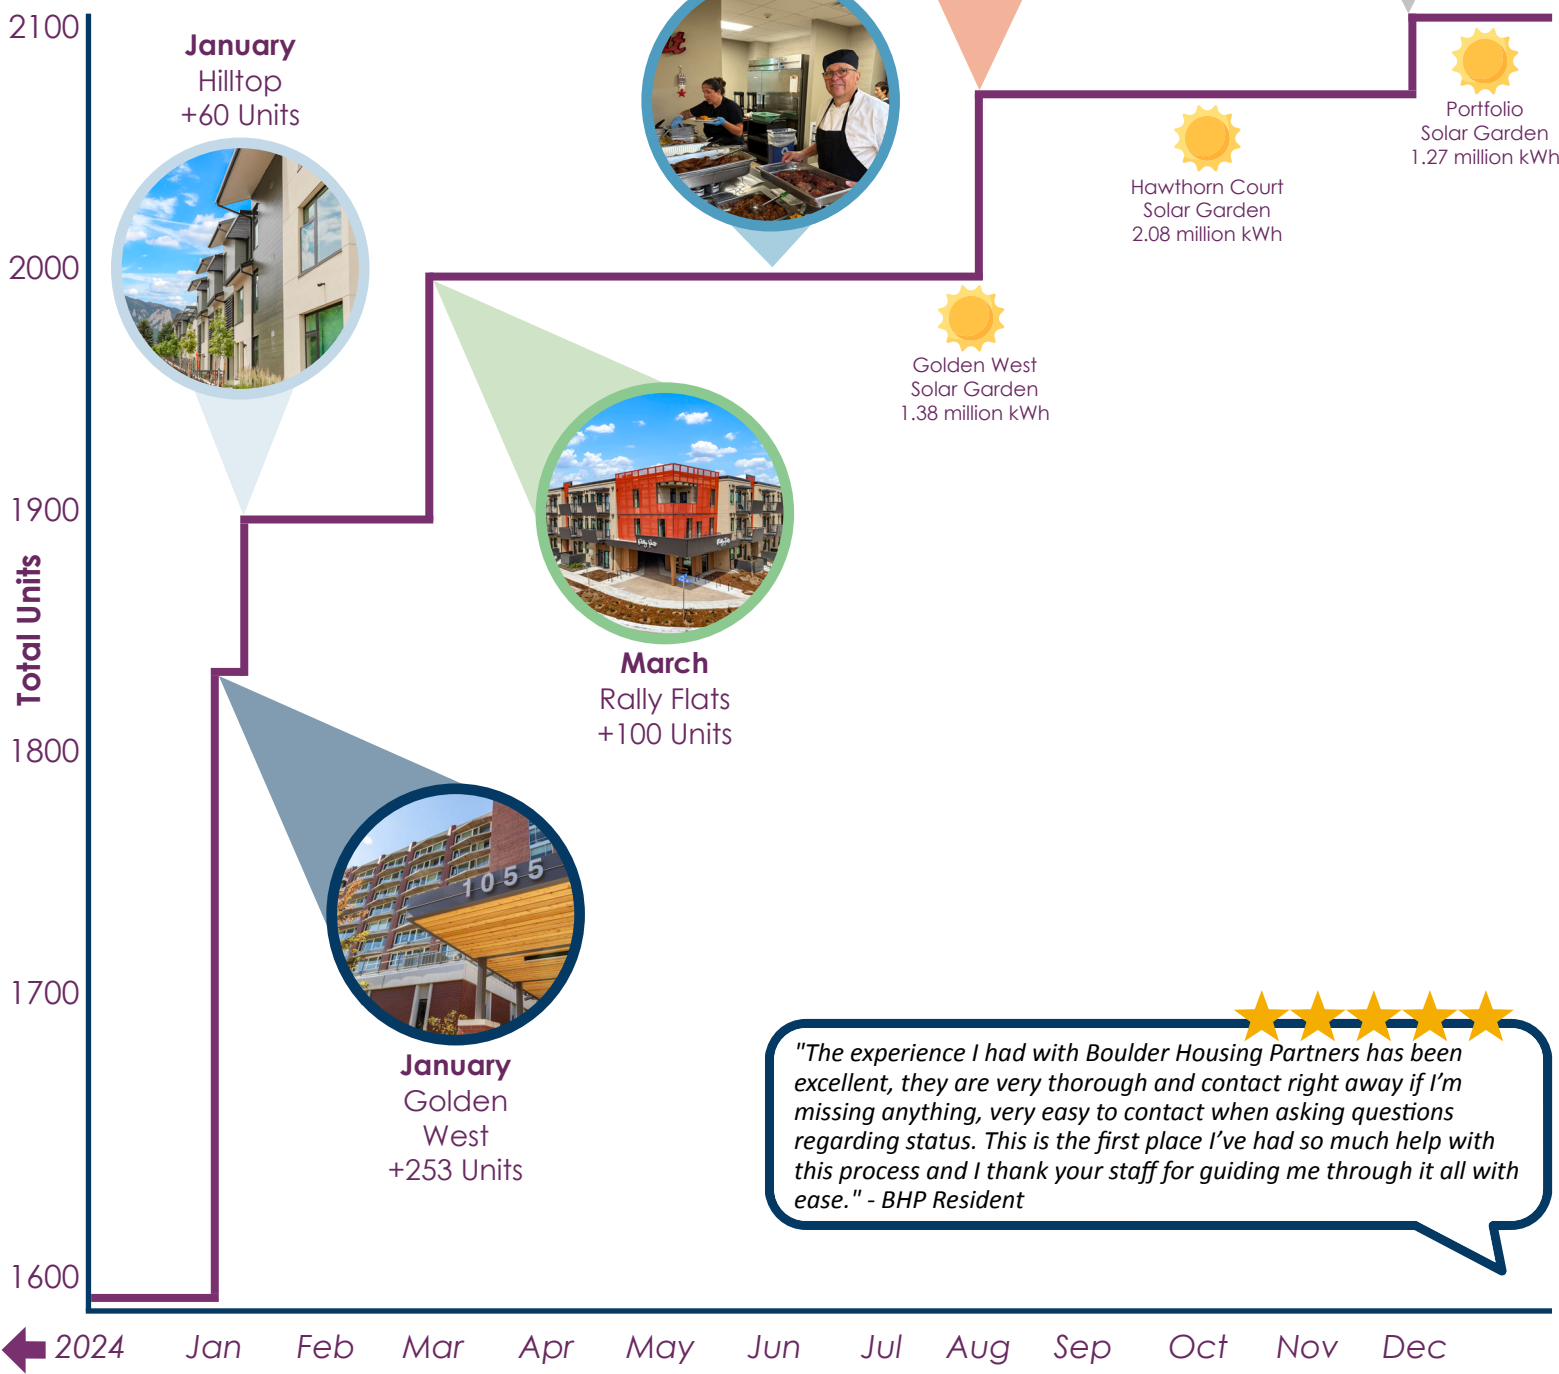 2100
2000
1900
1800
1700
1600
Total Units
January
Hilltop
+60 Units
Portfolio
Solar Garden
1.27 million kWh
Hawthorn Court
Solar Garden
2.08 million kWh
Golden West
Solar Garden
1.38 million kWh
Rally Flats
Rally Flats
March
Rally Flats
+100 Units
1055
January
Golden
West
+253 Units
"The experience I had with Boulder Housing Partners has been
excellent, they are very thorough and contact right away if I’m
missing anything, very easy to contact when asking questions
regarding status. This is the first place I’ve had so much help with
this process and I thank your staff for guiding me through it all with
ease." - BHP Resident
2024 Jan Feb Mar Apr May Jun Jul Aug Sep Oct Nov Dec